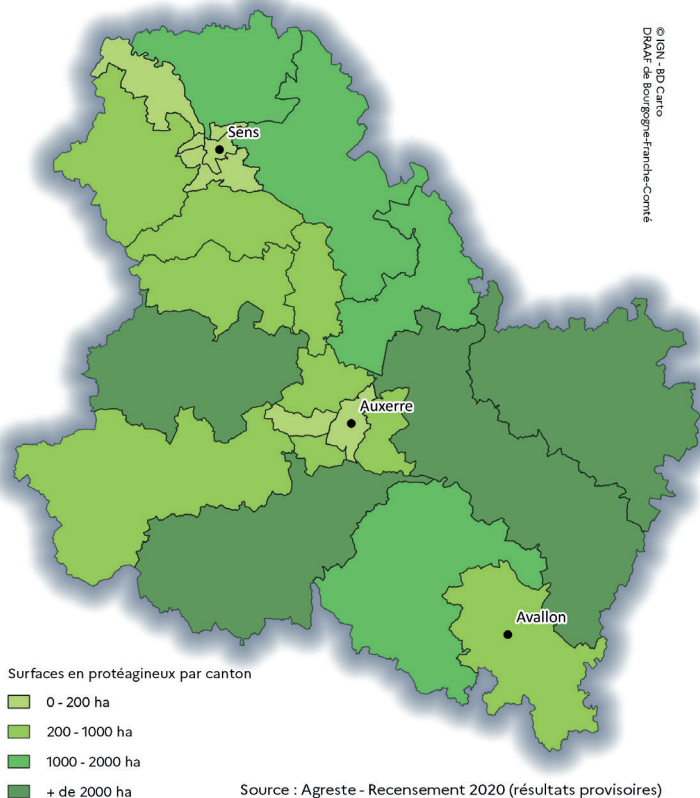 © IGN - BD Carto
DRAAF de Bourgogne-Franche-Comté
Sens
Auxerre
Avallon
Surfaces en protéagineux par canton
0 - 200 ha
200 - 1000 ha
1000 - 2000 ha
+ de 2000 ha
Source : Agreste - Recensement 2020 (résultats provisoires)